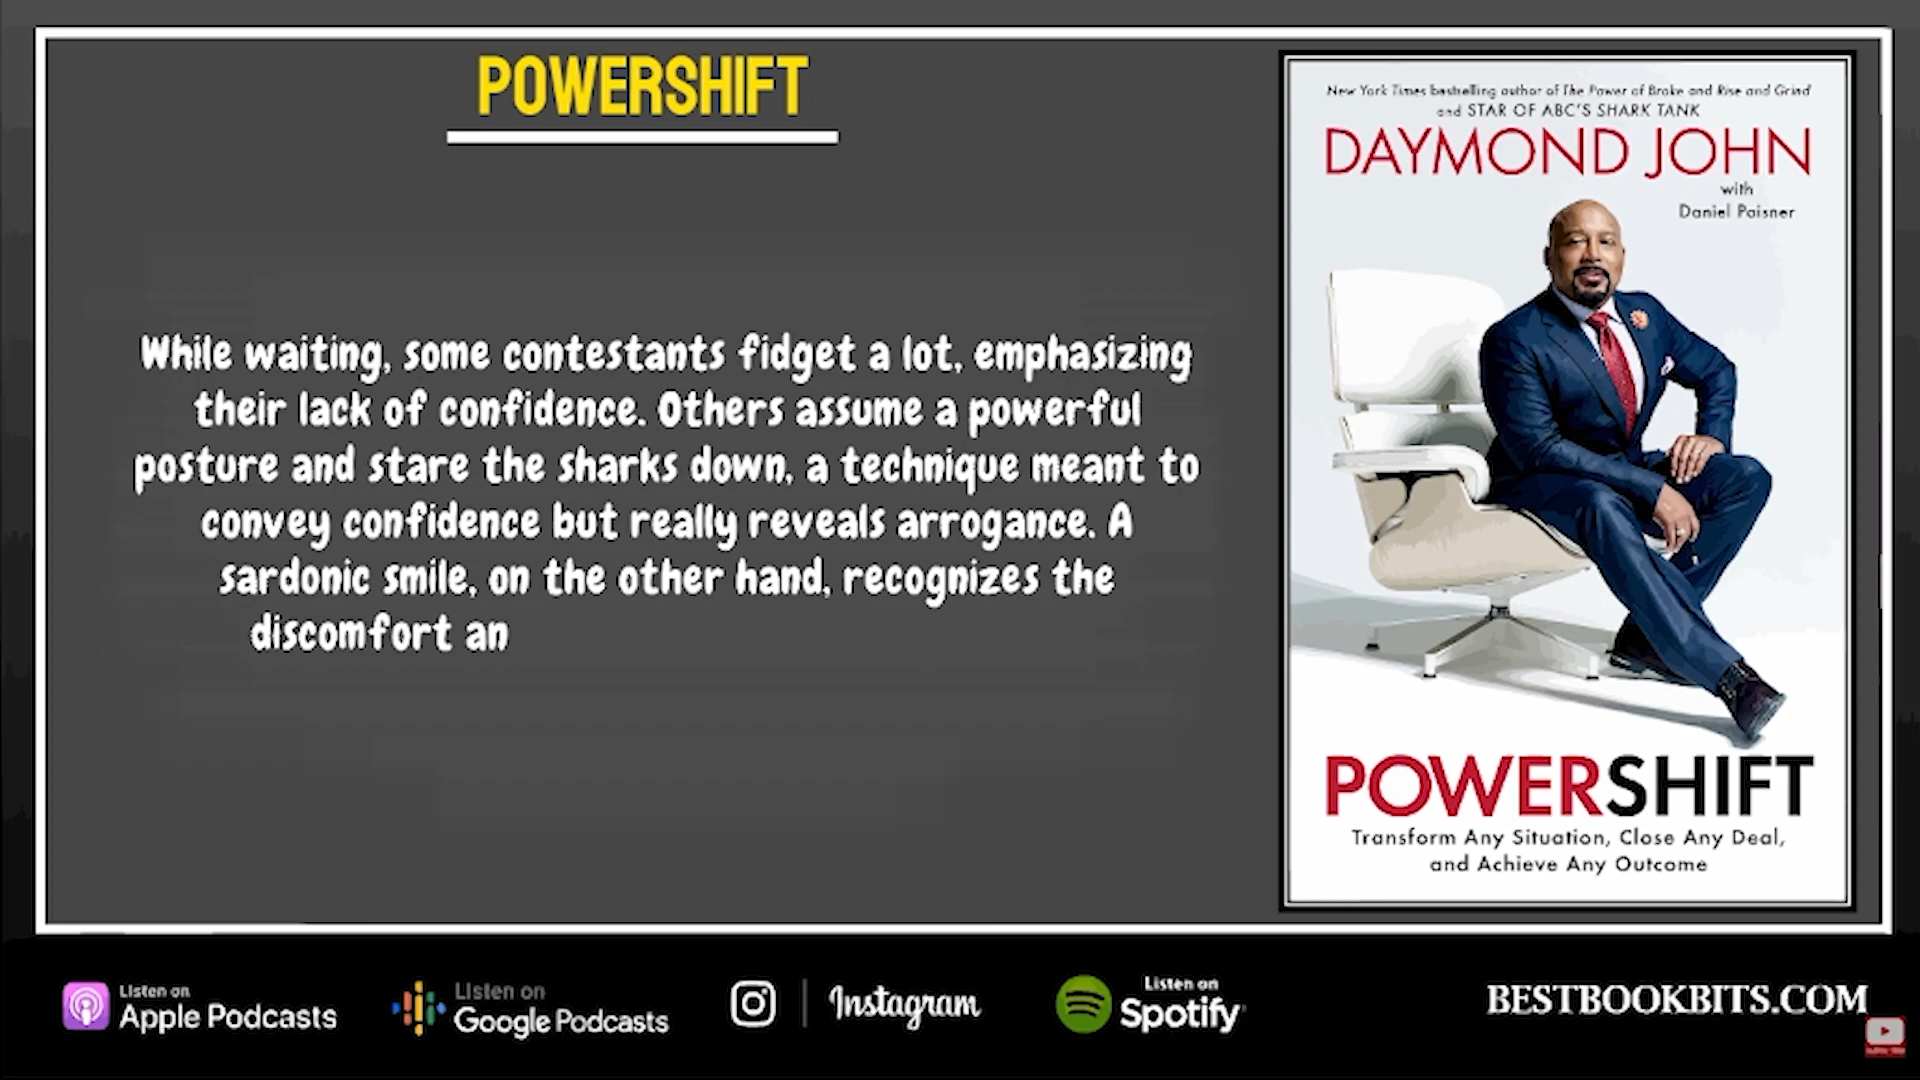 POWERSHIFT
While waiting, some contestants fidget a lot, emphasizing
their lack of confidence. Others assume a powerful
posture and stare the sharks down, a technique meant to
convey confidence but really reveals arrogance. A
sardonic smile, on the other hand, recognizes the
discomfort an
New York Times bestselling author of The Power of Broke and Rise and Grind
and STAR OF ABC'S SHARK TANK
DAYMOND JOHN
with
Daniel Paisner
POWERSHIFT
Transform Any Situation, Close Any Deal,
and Achieve Any Outcome
Listen on
Apple Podcasts
Listen on
Google Podcasts
Instagram
Listen on
Spotify
BESTBOOKBITS.COM